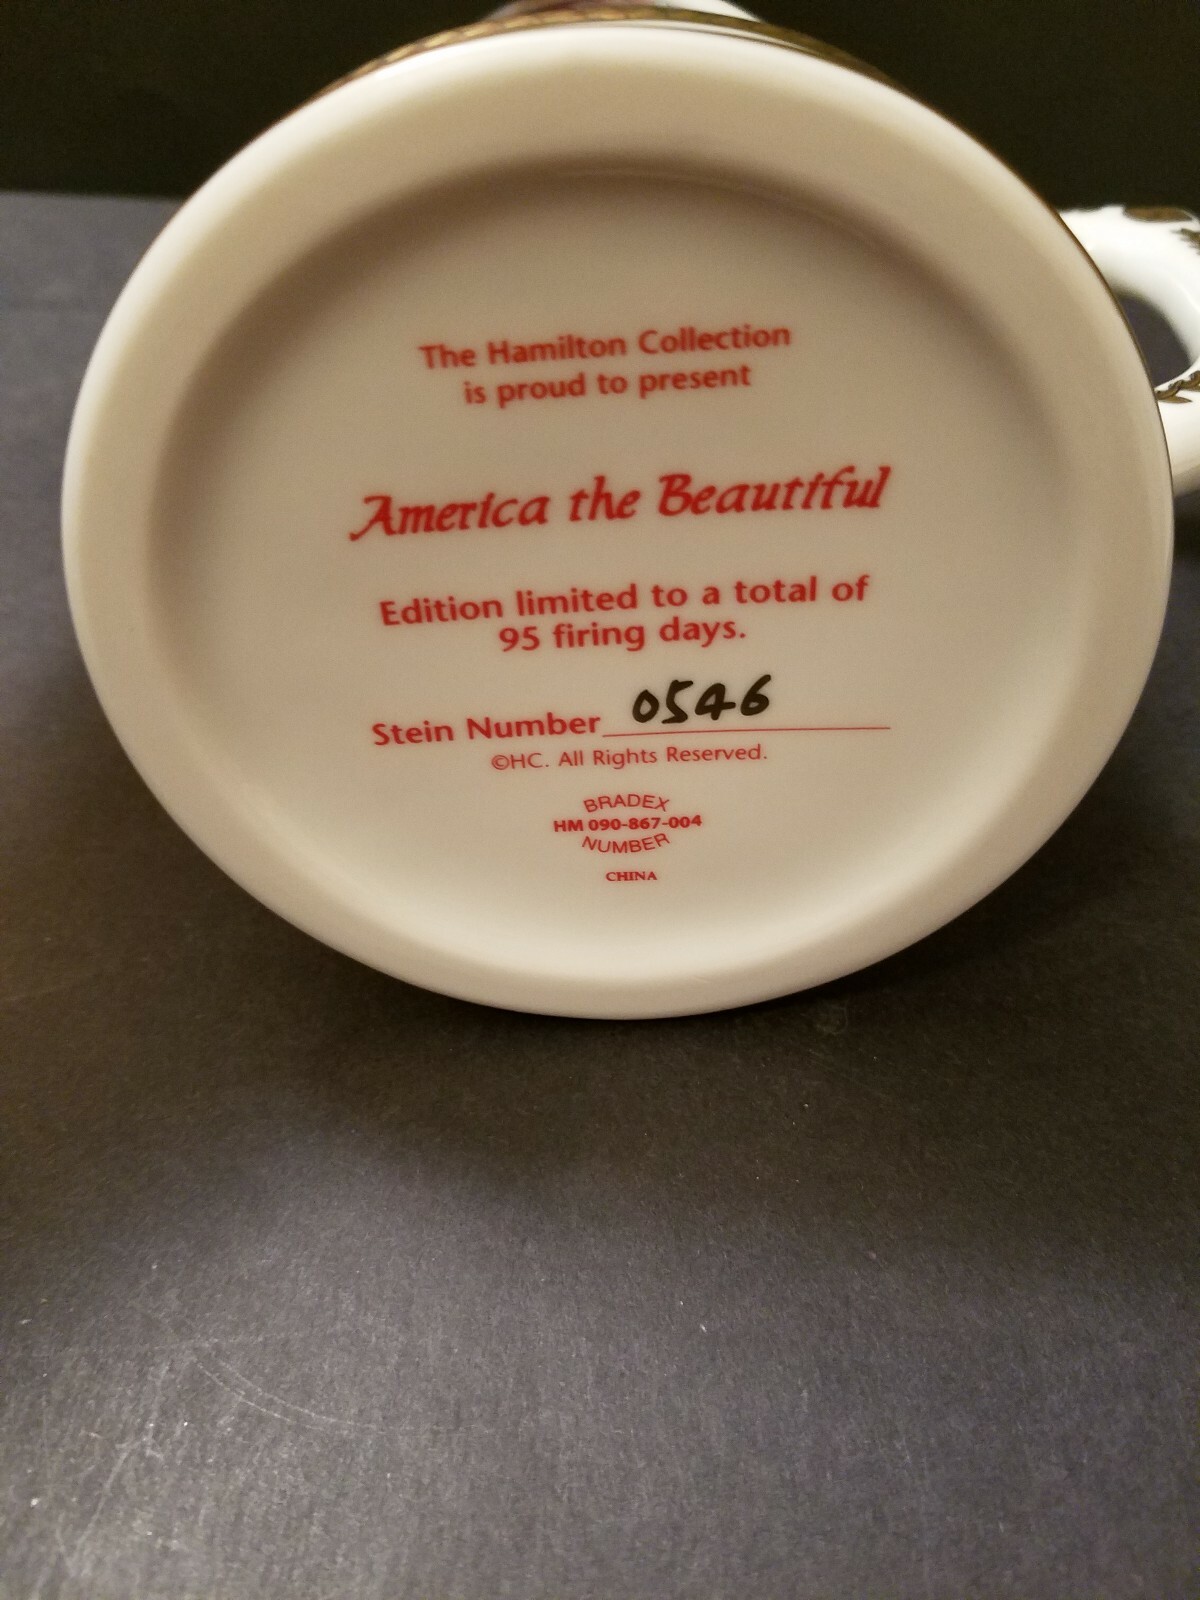 The Hamilton Collection
is proud to present
America the Beautiful
Edition limited to a total of
95 firing days.
Stein Number 0546
©HC. All Rights Reserved.
BRADEX
HM 090-867-004
NUMBER
CHINA